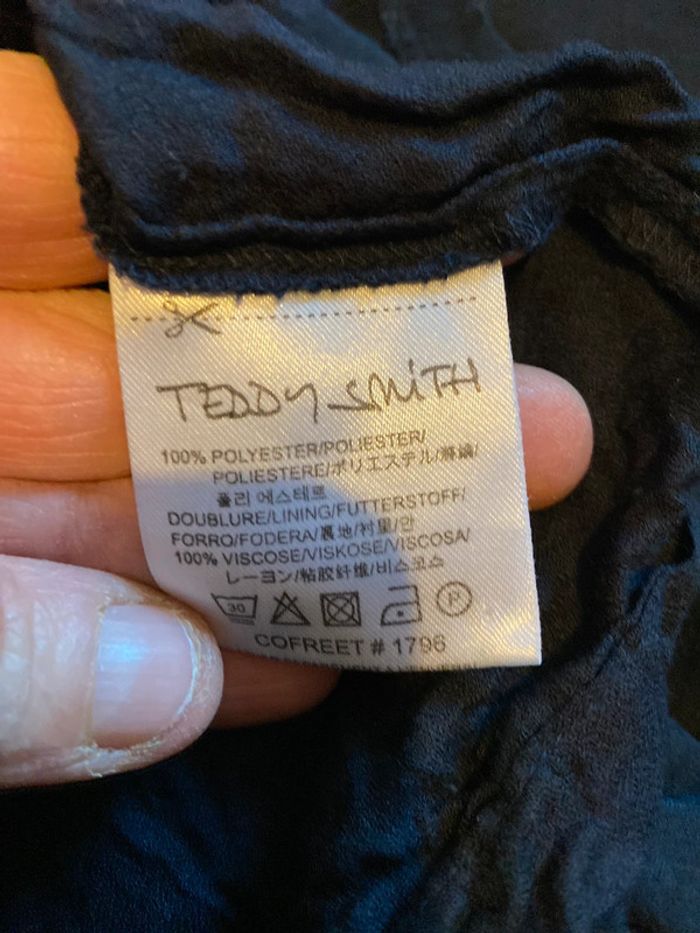 TEDDY SMITH
100% POLYESTER/POLIESTER/
POLIESTERE/ポリエステル/
폴리 에스테르
DOUBLURE/LINING/FUTTERSTOFF/
FORRO/FODERA/裏地/衬里/안
100% VISCOSE/VISKOSE/VISCOSA/
レーヨン/粘胶纤维/비스코스
30 P
COFREET # 1796